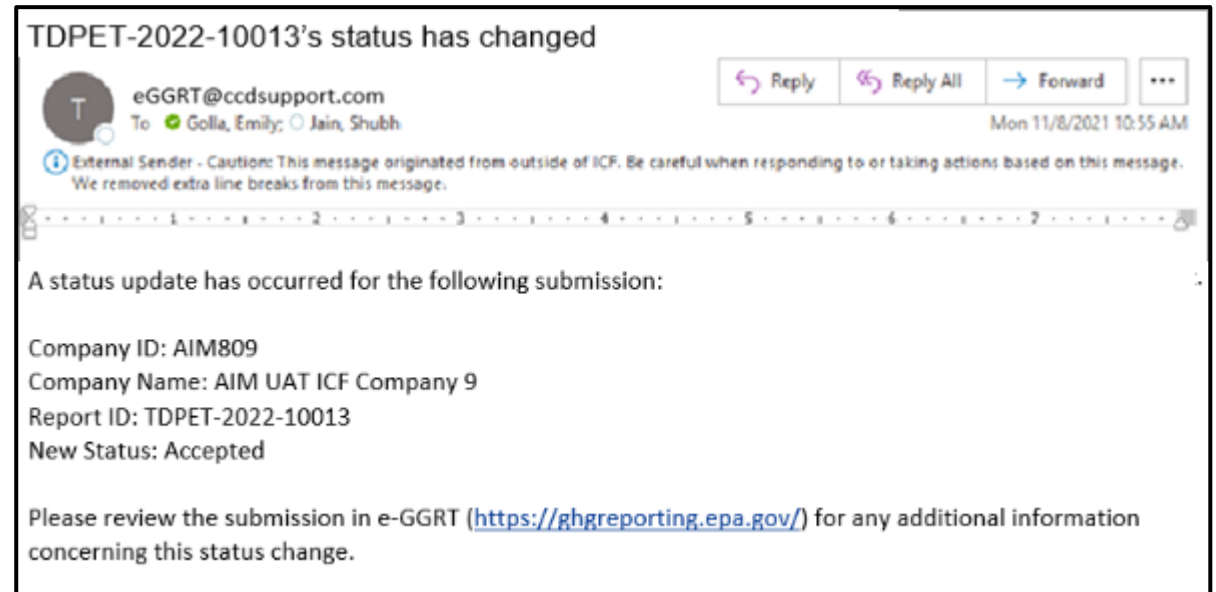 TDPET-2022-10013's status has changed
Reply
Reply All
Forward
T
eGGRT@ccdsupport.com
To Golla, Emily; Jain, Shubh
Mon 11/8/2021 10:55 AM
External Sender - Caution: This message originated from outside of ICF. Be careful when responding to or taking actions based on this message.
We removed extra line breaks from this message.
1 2 3 4 5 6 7
A status update has occurred for the following submission:
Company ID: AIM809
Company Name: AIM UAT ICF Company 9
Report ID: TDPET-2022-10013
New Status: Accepted
Please review the submission in e-GGRT (https://ghgreporting.epa.gov/) for any additional information
concerning this status change.